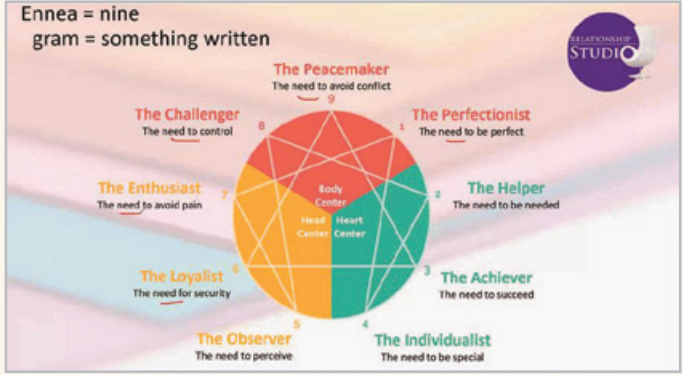 Ennea = nine
gram = something written
RELATIONSHIP
STUDIO
The Peacemaker
The need to avoid conflict
9
The Challenger
The need to control
8
The Perfectionist
The need to be perfect
1
The Enthusiast
The need to avoid pain
7
Body
Center
2
The Helper
The need to be needed
Head
Center
Heart
Center
The Loyalist
The need for security
6
3
The Achiever
The need to succeed
5
4
The Observer
The need to perceive
The Individualist
The need to be special